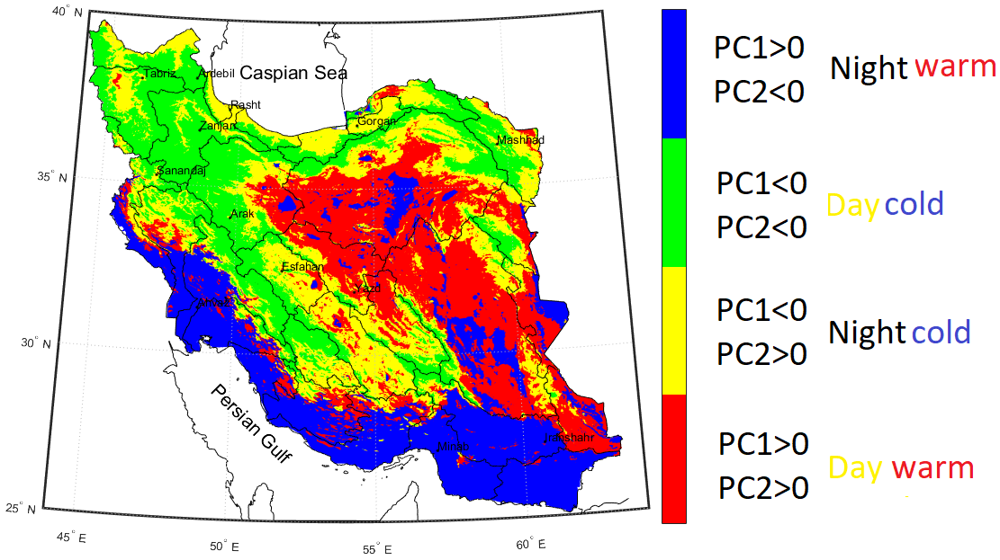 40° N
35° N
30° N
25° N
45° E
50° E
55° E
60° E
Tabriz
Ardebil
Caspian Sea
Rasht
Zanjan
Gorgan
Mashhad
Sanandaj
Arak
Esfahan
Yazd
Ahvaz
Persian Gulf
Minab
Iranshahr
PC1>0
PC2<0
Night warm
PC1<0
PC2<0
Day cold
PC1<0
PC2>0
Night cold
PC1>0
PC2>0
Day warm